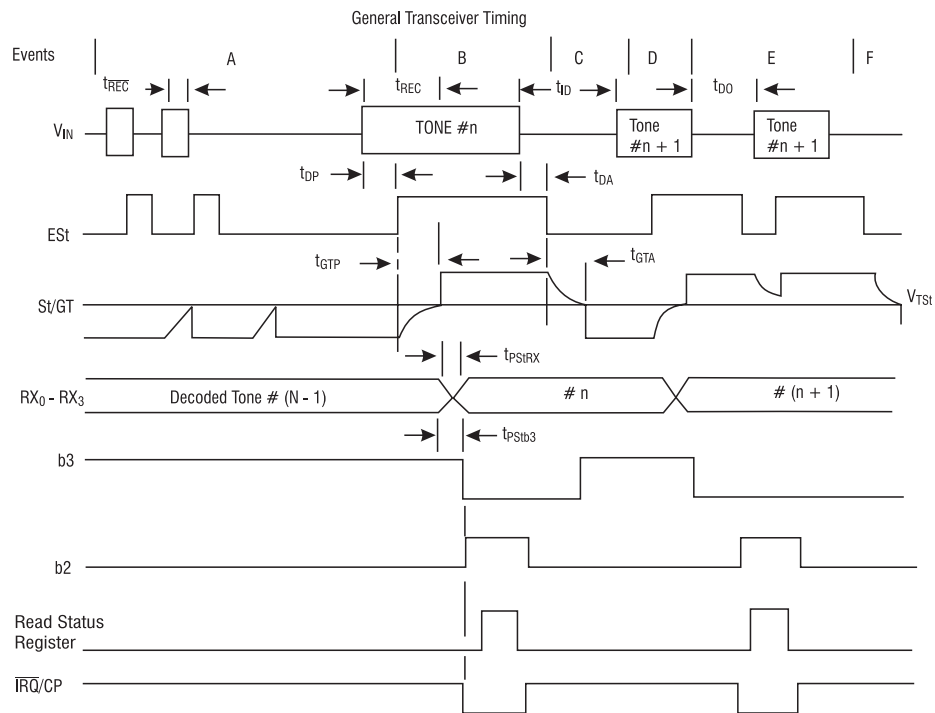 General Transceiver Timing
Events A B C D E F
tREC tREC tID tDO
VIN TONE #n Tone #n + 1 Tone #n + 1
tDP tDA
ESt
tGTP tGTA
St/GT VTSt
tPStRX
RX0 - RX3 Decoded Tone # (N - 1) # n # (n + 1)
tPStb3
b3
b2
Read Status
Register
IRQ/CP